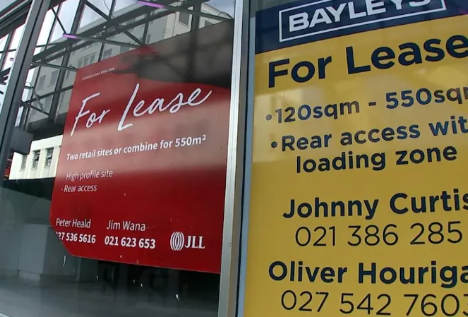 For Lease
Two retail sites or combine for 550m²
- High profile site
- Rear access
Peter Heald
027 536 5616
Jim Wana
021 623 653
JLL
BAYLEYS
For Lease
•120sqm - 550sq
•Rear access wit
loading zone
Johnny Curtis
021 386 285
Oliver Houriga
027 542 7603